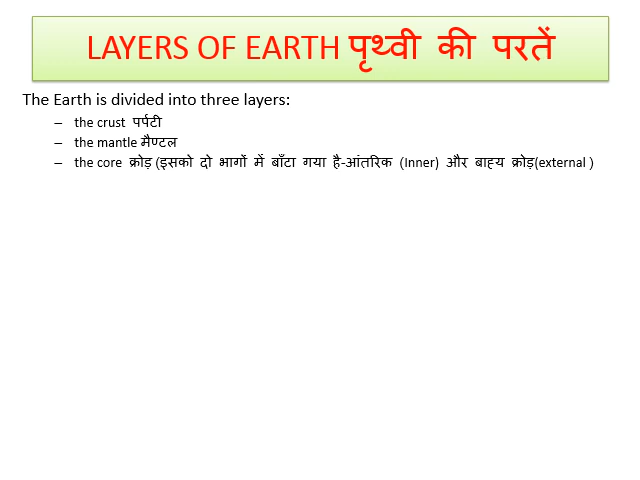 LAYERS OF EARTH पृथ्वी की परतें
The Earth is divided into three layers:
– the crust पर्पटी
– the mantle मैण्टल
– the core क्रोड़ (इसको दो भागों में बाँटा गया है-आंतरिक (Inner) और बाह्य क्रोड़(external )